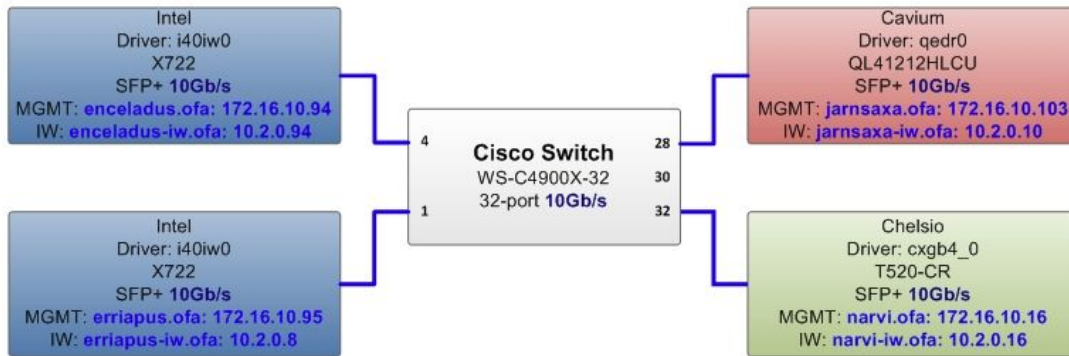 Intel
Driver: i40iw0
X722
SFP+ 10Gb/s
MGMT: enceladus.ofa: 172.16.10.94
IW: enceladus-iw.ofa: 10.2.0.94
Intel
Driver: i40iw0
X722
SFP+ 10Gb/s
MGMT: erriapus.ofa: 172.16.10.95
IW: erriapus-iw.ofa: 10.2.0.8
4
1
Cisco Switch
WS-C4900X-32
32-port 10Gb/s
28
30
32
Cavium
Driver: qedr0
QL41212HLCU
SFP+ 10Gb/s
MGMT: jarnsaxa.ofa: 172.16.10.103
IW: jarnsaxa-iw.ofa: 10.2.0.10
Chelsio
Driver: cxgb4_0
T520-CR
SFP+ 10Gb/s
MGMT: narvi.ofa: 172.16.10.16
IW: narvi-iw.ofa: 10.2.0.16